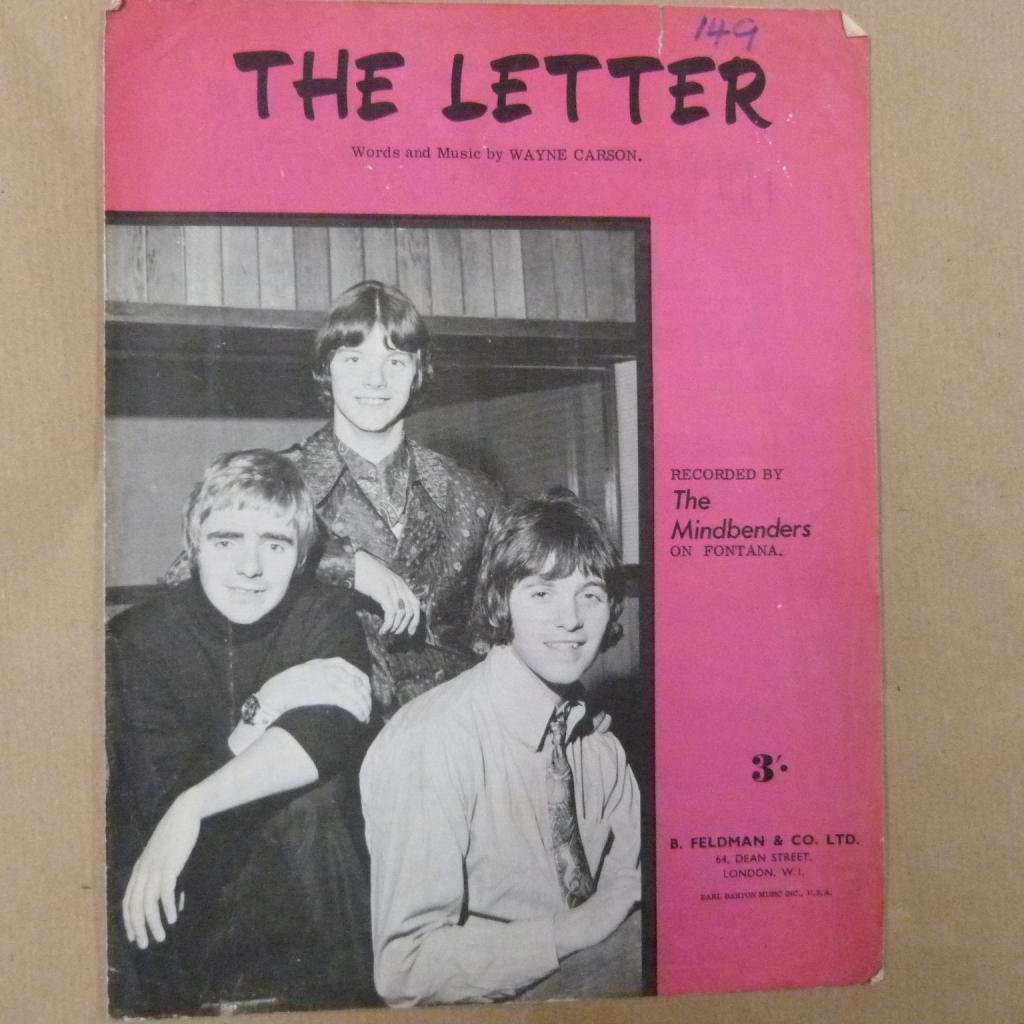 149
THE LETTER
Words and Music by WAYNE CARSON.
RECORDED BY
The
Mindbenders
ON FONTANA.
3/-
B. FELDMAN & CO. LTD.
64, DEAN STREET,
LONDON, W.I.
EARL BARTON MUSIC INC., U.S.A.